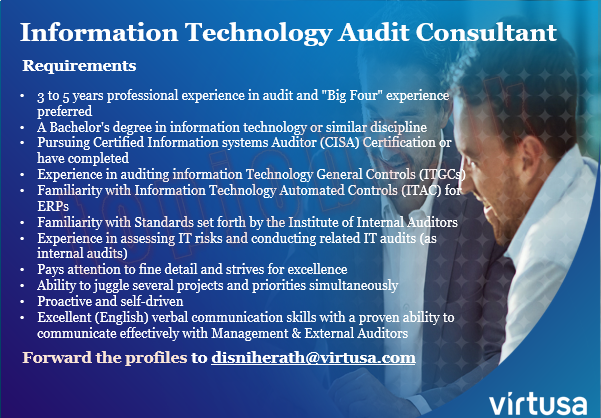 Information Technology Audit Consultant
Requirements
• 3 to 5 years professional experience in audit and "Big Four" experience
preferred
• A Bachelor's degree in information technology or similar discipline
• Pursuing Certified Information systems Auditor (CISA) Certification or
have completed
• Experience in auditing information Technology General Controls (ITGCs)
• Familiarity with Information Technology Automated Controls (ITAC) for
ERPs
• Familiarity with Standards set forth by the Institute of Internal Auditors
• Experience in assessing IT risks and conducting related IT audits (as
internal audits)
• Pays attention to fine detail and strives for excellence
• Ability to juggle several projects and priorities simultaneously
• Proactive and self-driven
• Excellent (English) verbal communication skills with a proven ability to
communicate effectively with Management & External Auditors
Forward the profiles to disniherath@virtusa.com
virtusa